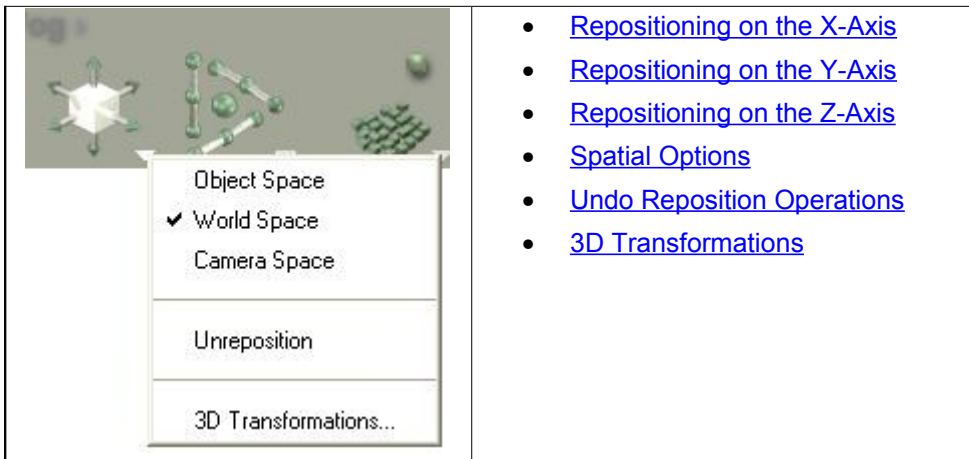 Object Space
World Space
Camera Space
Unreposition
3D Transformations...
Repositioning on the X-Axis
Repositioning on the Y-Axis
Repositioning on the Z-Axis
Spatial Options
Undo Reposition Operations
3D Transformations